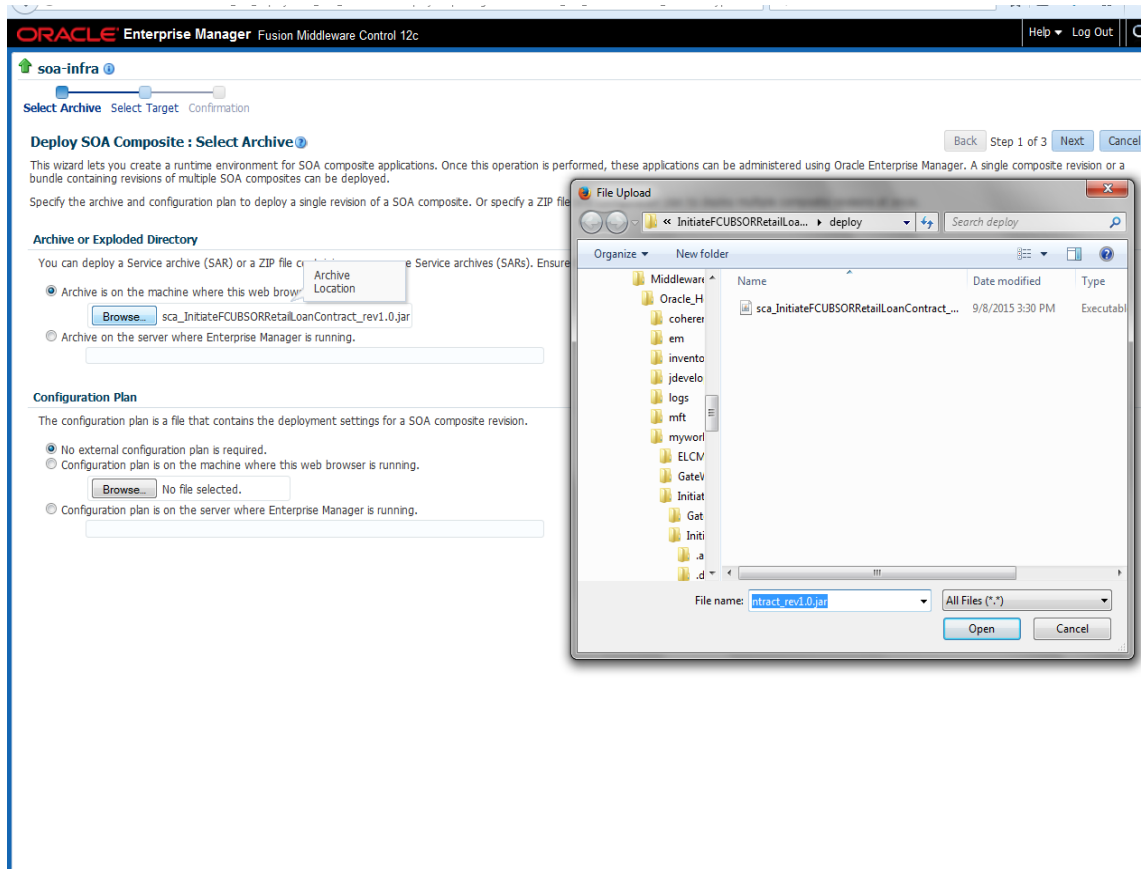 ORACLE Enterprise Manager Fusion Middleware Control 12c Help Log Out
soa-infra
Select Archive Select Target Confirmation
Deploy SOA Composite : Select Archive Back Step 1 of 3 Next Cancel
This wizard lets you create a runtime environment for SOA composite applications. Once this operation is performed, these applications can be administered using Oracle Enterprise Manager. A single composite revision or a
bundle containing revisions of multiple SOA composites can be deployed.
Specify the archive and configuration plan to deploy a single revision of a SOA composite. Or specify a ZIP file
Archive or Exploded Directory
You can deploy a Service archive (SAR) or a ZIP file Service archives (SARs). Ensure
Archive
Location
Archive is on the machine where this web
Browse... sca_InitiateFCUBSORRetailLoanContract_rev1.0.jar
Archive on the server where Enterprise Manager is running.
Configuration Plan
The configuration plan is a file that contains the deployment settings for a SOA composite revision.
No external configuration plan is required.
Configuration plan is on the machine where this web browser is running.
Browse... No file selected.
Configuration plan is on the server where Enterprise Manager is running.
File Upload
« InitiateFCUBSORRetailLoa... deploy Search deploy
Organize New folder
Name Date modified Type
sca_InitiateFCUBSORRetailLoanContract_... 9/8/2015 3:30 PM Executabl
Middleware
Oracle_H
coherer
em
invento
jdevelo
logs
mft
myworl
ELCM
GateW
Initiat
Gat
Initi
.a
.d
File name: ntract_rev1.0.jar All Files (*.*)
Open Cancel